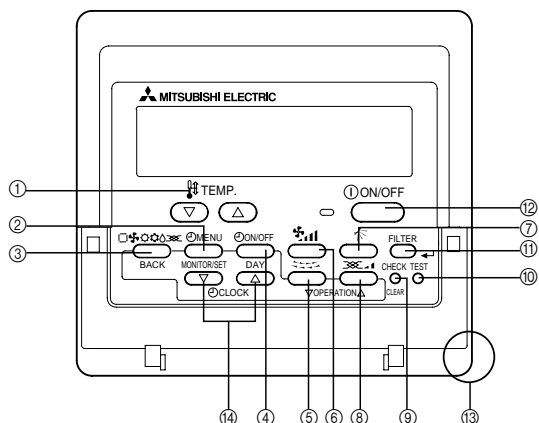 MITSUBISHI ELECTRIC
① TEMP. ON/OFF ⑫
② MENU ON/OFF ⑦
FILTER ⑪
③ BACK MONITOR/SET DAY CHECK TEST ⑩
CLOCK ▽OPERATION△ CLEAR
⑭ ④ ⑤ ⑥ ⑧ ⑨ ⑬